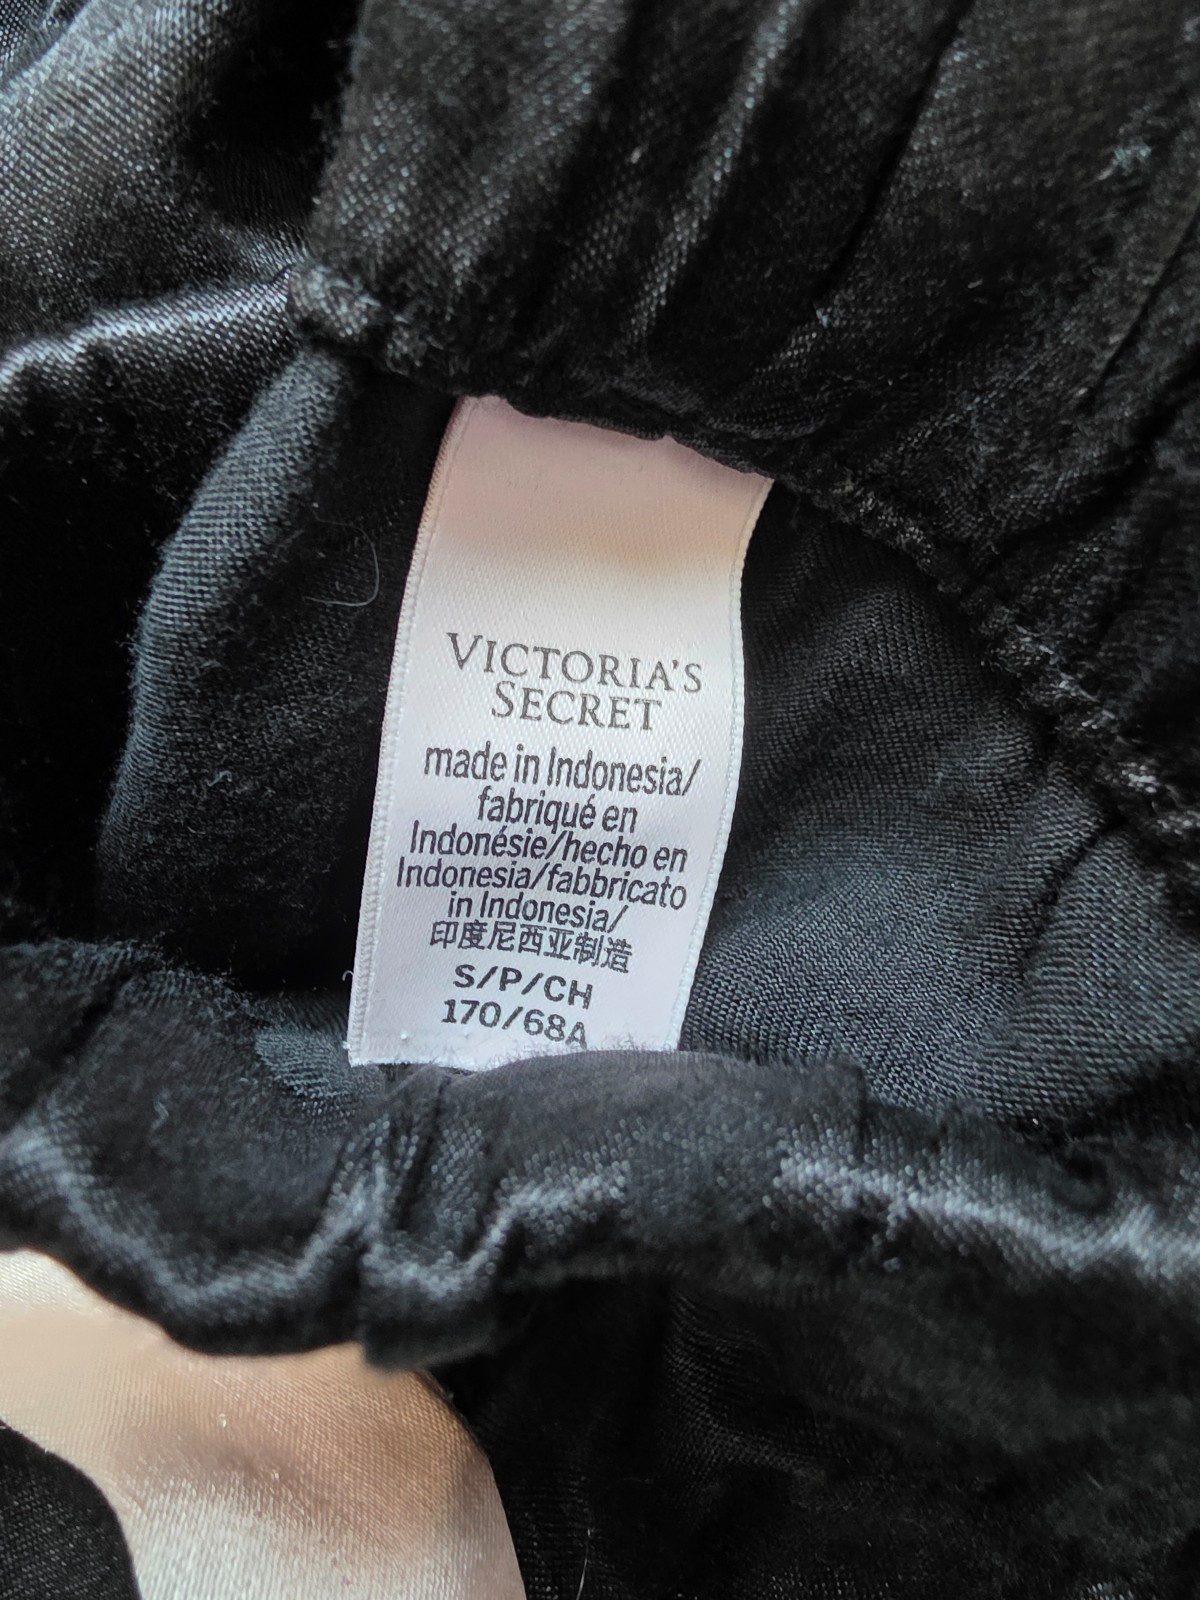 VICTORIA'S
SECRET
made in Indonesia/
fabriqué en
Indonésie/hecho en
Indonesia/fabbricato
in Indonesia/
印度尼西亚制造
S/P/CH
170/68A